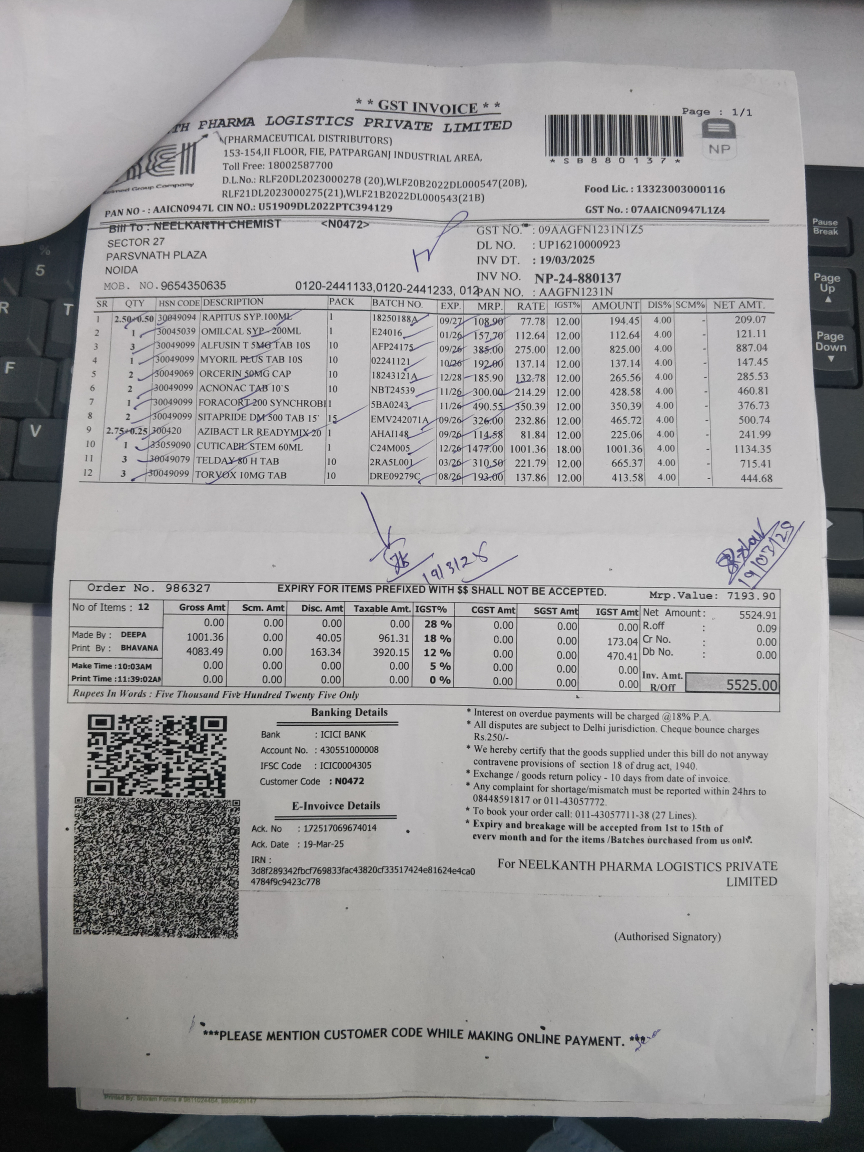 ** GST INVOICE **
Page : 1/1
TH PHARMA LOGISTICS PRIVATE LIMITED
(PHARMACEUTICAL DISTRIBUTORS)
153-154,II FLOOR, FIE, PATPARGANJ INDUSTRIAL AREA,
Toll Free: 18002587700
D.L.No.: RLF20DL2023000278 (20),WLF20B2022DL000547(20B),
RLF21DL2023000275(21),WLF21B2022DL000543(21B)
Group Company
* S B 8 8 0 1 3 7 *
NP
Food Lic. : 13323003000116
PAN NO - : AAICN0947L CIN NO.: U51909DL2022PTC394129
GST No. : 07AAICN0947L1Z4
Bill To : NEELKANTH CHEMIST <N0472>
SECTOR 27
PARSVNATH PLAZA
NOIDA
MOB. NO.9654350635 0120-2441133,0120-2441233, 012
GST NO. : 09AAGFN1231N1Z5
DL NO. : UP16210000923
INV DT. : 19/03/2025
INV NO. NP-24-880137
PAN NO. : AAGFN1231N
SR QTY HSN CODE DESCRIPTION PACK BATCH NO. EXP. MRP. RATE IGST% AMOUNT DIS% SCM% NET AMT.
1 2.50+0.50 30049094 RAPITUS SYP.100ML 1 18250188A 09/27 108.90 77.78 12.00 194.45 4.00 - 209.07
2 1 30045039 OMILCAL SYP - 200ML 1 E24016 01/26 157.70 112.64 12.00 112.64 4.00 - 121.11
3 3 30049099 ALFUSIN T 5MG TAB 10S 10 AFP24175 09/26 385.00 275.00 12.00 825.00 4.00 - 887.04
4 1 30049099 MYORIL PLUS TAB 10S 10 02241121 10/26 192.00 137.14 12.00 137.14 4.00 - 147.45
5 2 30049069 ORCERIN 50MG CAP 10 18243121A 12/28 185.90 132.78 12.00 265.56 4.00 - 285.53
6 2 30049099 ACNONAC TAB 10`S 10 NBT24539 11/26 300.00 214.29 12.00 428.58 4.00 - 460.81
7 1 30049099 FORACORT 200 SYNCHROBI 1 5BA0243 11/26 490.55 350.39 12.00 350.39 4.00 - 376.73
8 2 30049099 SITAPRIDE DM 500 TAB 15' 15 EMV242071A 09/26 326.00 232.86 12.00 465.72 4.00 - 500.74
9 2.75+0.25 300420 AZIBACT LR READYMIX 20 1 AHAI148 09/26 114.58 81.84 12.00 225.06 4.00 - 241.99
10 1 33059090 CUTICAPIL STEM 60ML 1 C24M005 12/26 1477.00 1001.36 18.00 1001.36 4.00 - 1134.35
11 3 30049079 TELDAY 80 H TAB 10 2RA5L001 03/26 310.50 221.79 12.00 665.37 4.00 - 715.41
12 3 30049099 TORVOX 10MG TAB 10 DRE09279C 08/26 193.00 137.86 12.00 413.58 4.00 - 444.68
19/3/25
19/03/25
Order No. 986327 EXPIRY FOR ITEMS PREFIXED WITH $$ SHALL NOT BE ACCEPTED. Mrp.Value: 7193.90
No of Items : 12 Gross Amt Scm. Amt Disc. Amt Taxable Amt. IGST% CGST Amt SGST Amt IGST Amt Net Amount: 5524.91
0.00 0.00 0.00 0.00 28 % 0.00 0.00 0.00 R.off : 0.09
Made By : DEEPA 1001.36 0.00 40.05 961.31 18 % 0.00 0.00 173.04 Cr No. : 0.00
Print By : BHAVANA 4083.49 0.00 163.34 3920.15 12 % 0.00 0.00 470.41 Db No. : 0.00
Make Time :10:03AM 0.00 0.00 0.00 0.00 5 % 0.00 0.00 0.00
Print Time :11:39:02AM 0.00 0.00 0.00 0.00 0 % 0.00 0.00 0.00 Inv. Amt. R/Off 5525.00
Rupees In Words : Five Thousand Five Hundred Twenty Five Only
Banking Details
Bank : ICICI BANK
Account No. : 430551000008
IFSC Code : ICIC0004305
Customer Code : N0472
E-Invoivce Details
Ack. No : 172517069674014
Ack. Date : 19-Mar-25
IRN :
3d8f289342fbcf769833fac43820cf33517424e81624e4ca0
4784f9c9423c778
* Interest on overdue payments will be charged @18% P.A.
* All disputes are subject to Delhi jurisdiction. Cheque bounce charges
Rs.250/-
* We hereby certify that the goods supplied under this bill do not anyway
contravene provisions of section 18 of drug act, 1940.
* Exchange / goods return policy - 10 days from date of invoice.
* Any complaint for shortage/mismatch must be reported within 24hrs to
08448591817 or 011-43057772.
* To book your order call: 011-43057711-38 (27 Lines).
* Expiry and breakage will be accepted from 1st to 15th of
every month and for the items /Batches purchased from us only.
For NEELKANTH PHARMA LOGISTICS PRIVATE
LIMITED
(Authorised Signatory)
***PLEASE MENTION CUSTOMER CODE WHILE MAKING ONLINE PAYMENT. ***
%
5
R
T
F
V
Pause
Break
Page
Up
Page
Down